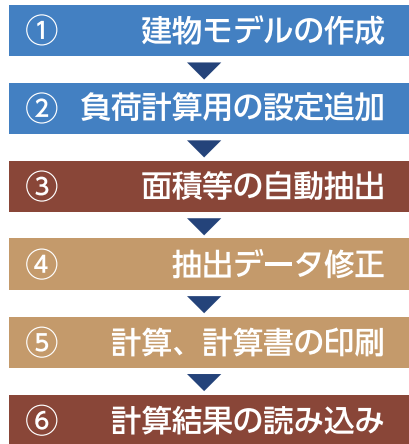 ① 建物モデルの作成
② 負荷計算用の設定追加
③ 面積等の自動抽出
④ 抽出データ修正
⑤ 計算、計算書の印刷
⑥ 計算結果の読み込み